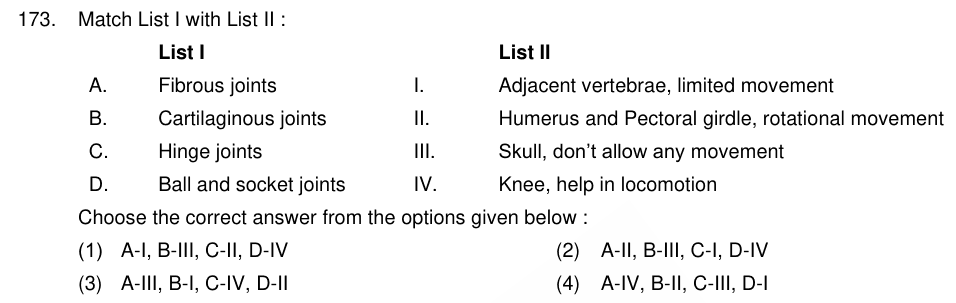 173. Match List I with List II :
List I List II
A. Fibrous joints I. Adjacent vertebrae, limited movement
B. Cartilaginous joints II. Humerus and Pectoral girdle, rotational movement
C. Hinge joints III. Skull, don't allow any movement
D. Ball and socket joints IV. Knee, help in locomotion
Choose the correct answer from the options given below :
(1) A-I, B-III, C-II, D-IV (2) A-II, B-III, C-I, D-IV
(3) A-III, B-I, C-IV, D-II (4) A-IV, B-II, C-III, D-I